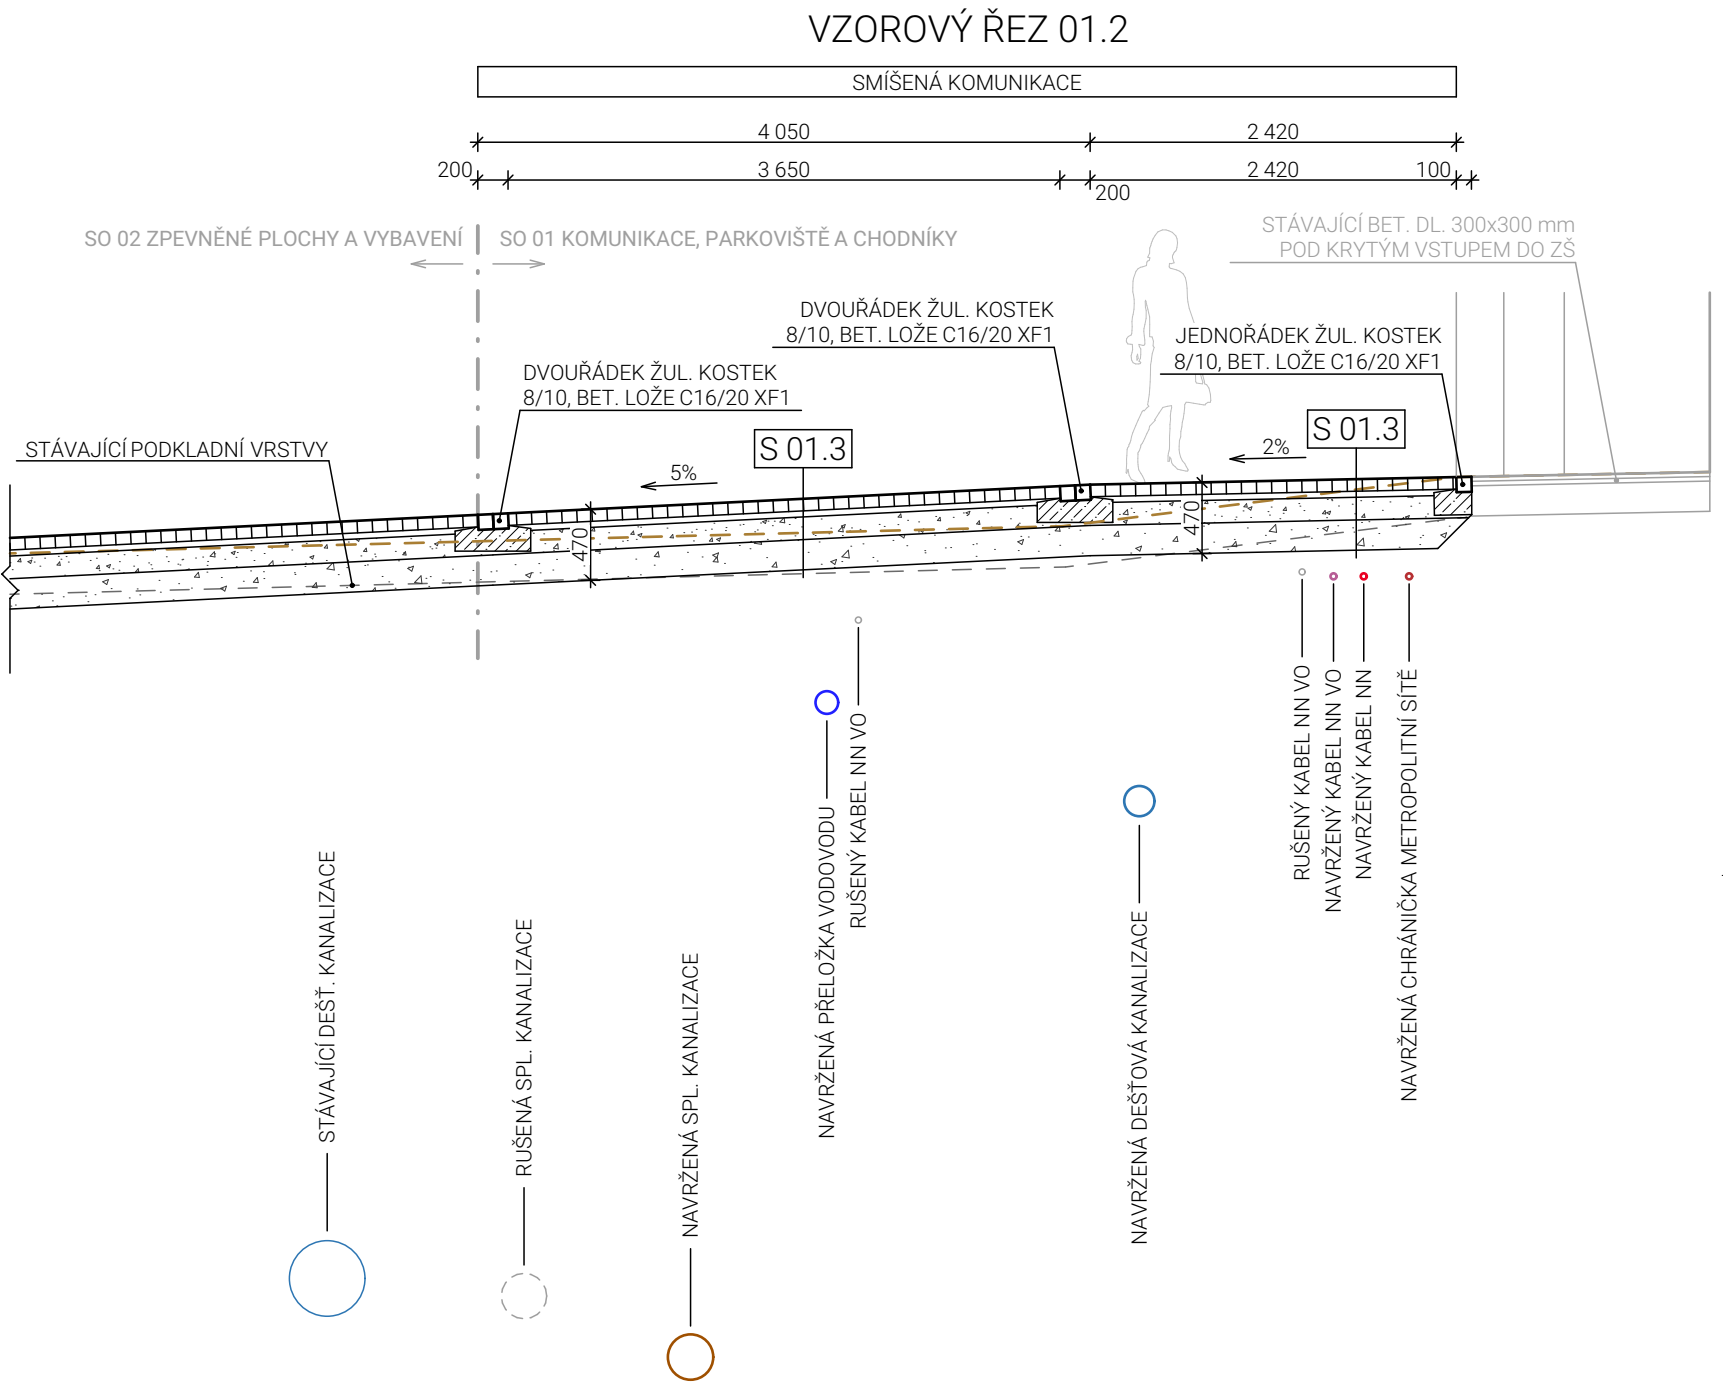 VZOROVÝ ŘEZ 01.2
SMÍŠENÁ KOMUNIKACE
4 050
2 420
200
3 650
200
2 420
100
SO 02 ZPEVNĚNÉ PLOCHY A VYBAVENÍ
SO 01 KOMUNIKACE, PARKOVIŠTĚ A CHODNÍKY
STÁVAJÍCÍ BET. DL. 300x300 mm
POD KRYTÝM VSTUPEM DO ZŠ
DVOUŘÁDEK ŽUL. KOSTEK
8/10, BET. LOŽE C16/20 XF1
JEDNOŘÁDEK ŽUL. KOSTEK
8/10, BET. LOŽE C16/20 XF1
DVOUŘÁDEK ŽUL. KOSTEK
8/10, BET. LOŽE C16/20 XF1
STÁVAJÍCÍ PODKLADNÍ VRSTVY
S 01.3
S 01.3
5%
2%
470
470
STÁVAJÍCÍ DEŠŤ. KANALIZACE
RUŠENÁ SPL. KANALIZACE
NAVRŽENÁ SPL. KANALIZACE
NAVRŽENÁ PŘELOŽKA VODOVODU
RUŠENÝ KABEL NN VO
NAVRŽENÁ DEŠŤOVÁ KANALIZACE
RUŠENÝ KABEL NN VO
NAVRŽENÝ KABEL NN VO
NAVRŽENÝ KABEL NN
NAVRŽENÁ CHRÁNIČKA METROPOLITNÍ SÍTĚ